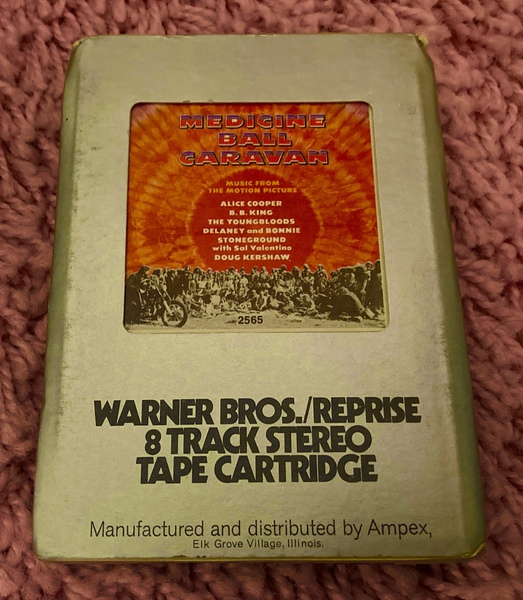 MEDICINE
BALL
CARAVAN
MUSIC FROM
THE MOTION PICTURE
ALICE COOPER
B.B. KING
THE YOUNGBLOODS
DELANEY and BONNIE
STONEGROUND
with Sal Valentino
DOUG KERSHAW
2565
WARNER BROS./REPRISE
8 TRACK STEREO
TAPE CARTRIDGE
Manufactured and distributed by Ampex,
Elk Grove Village, Illinois.